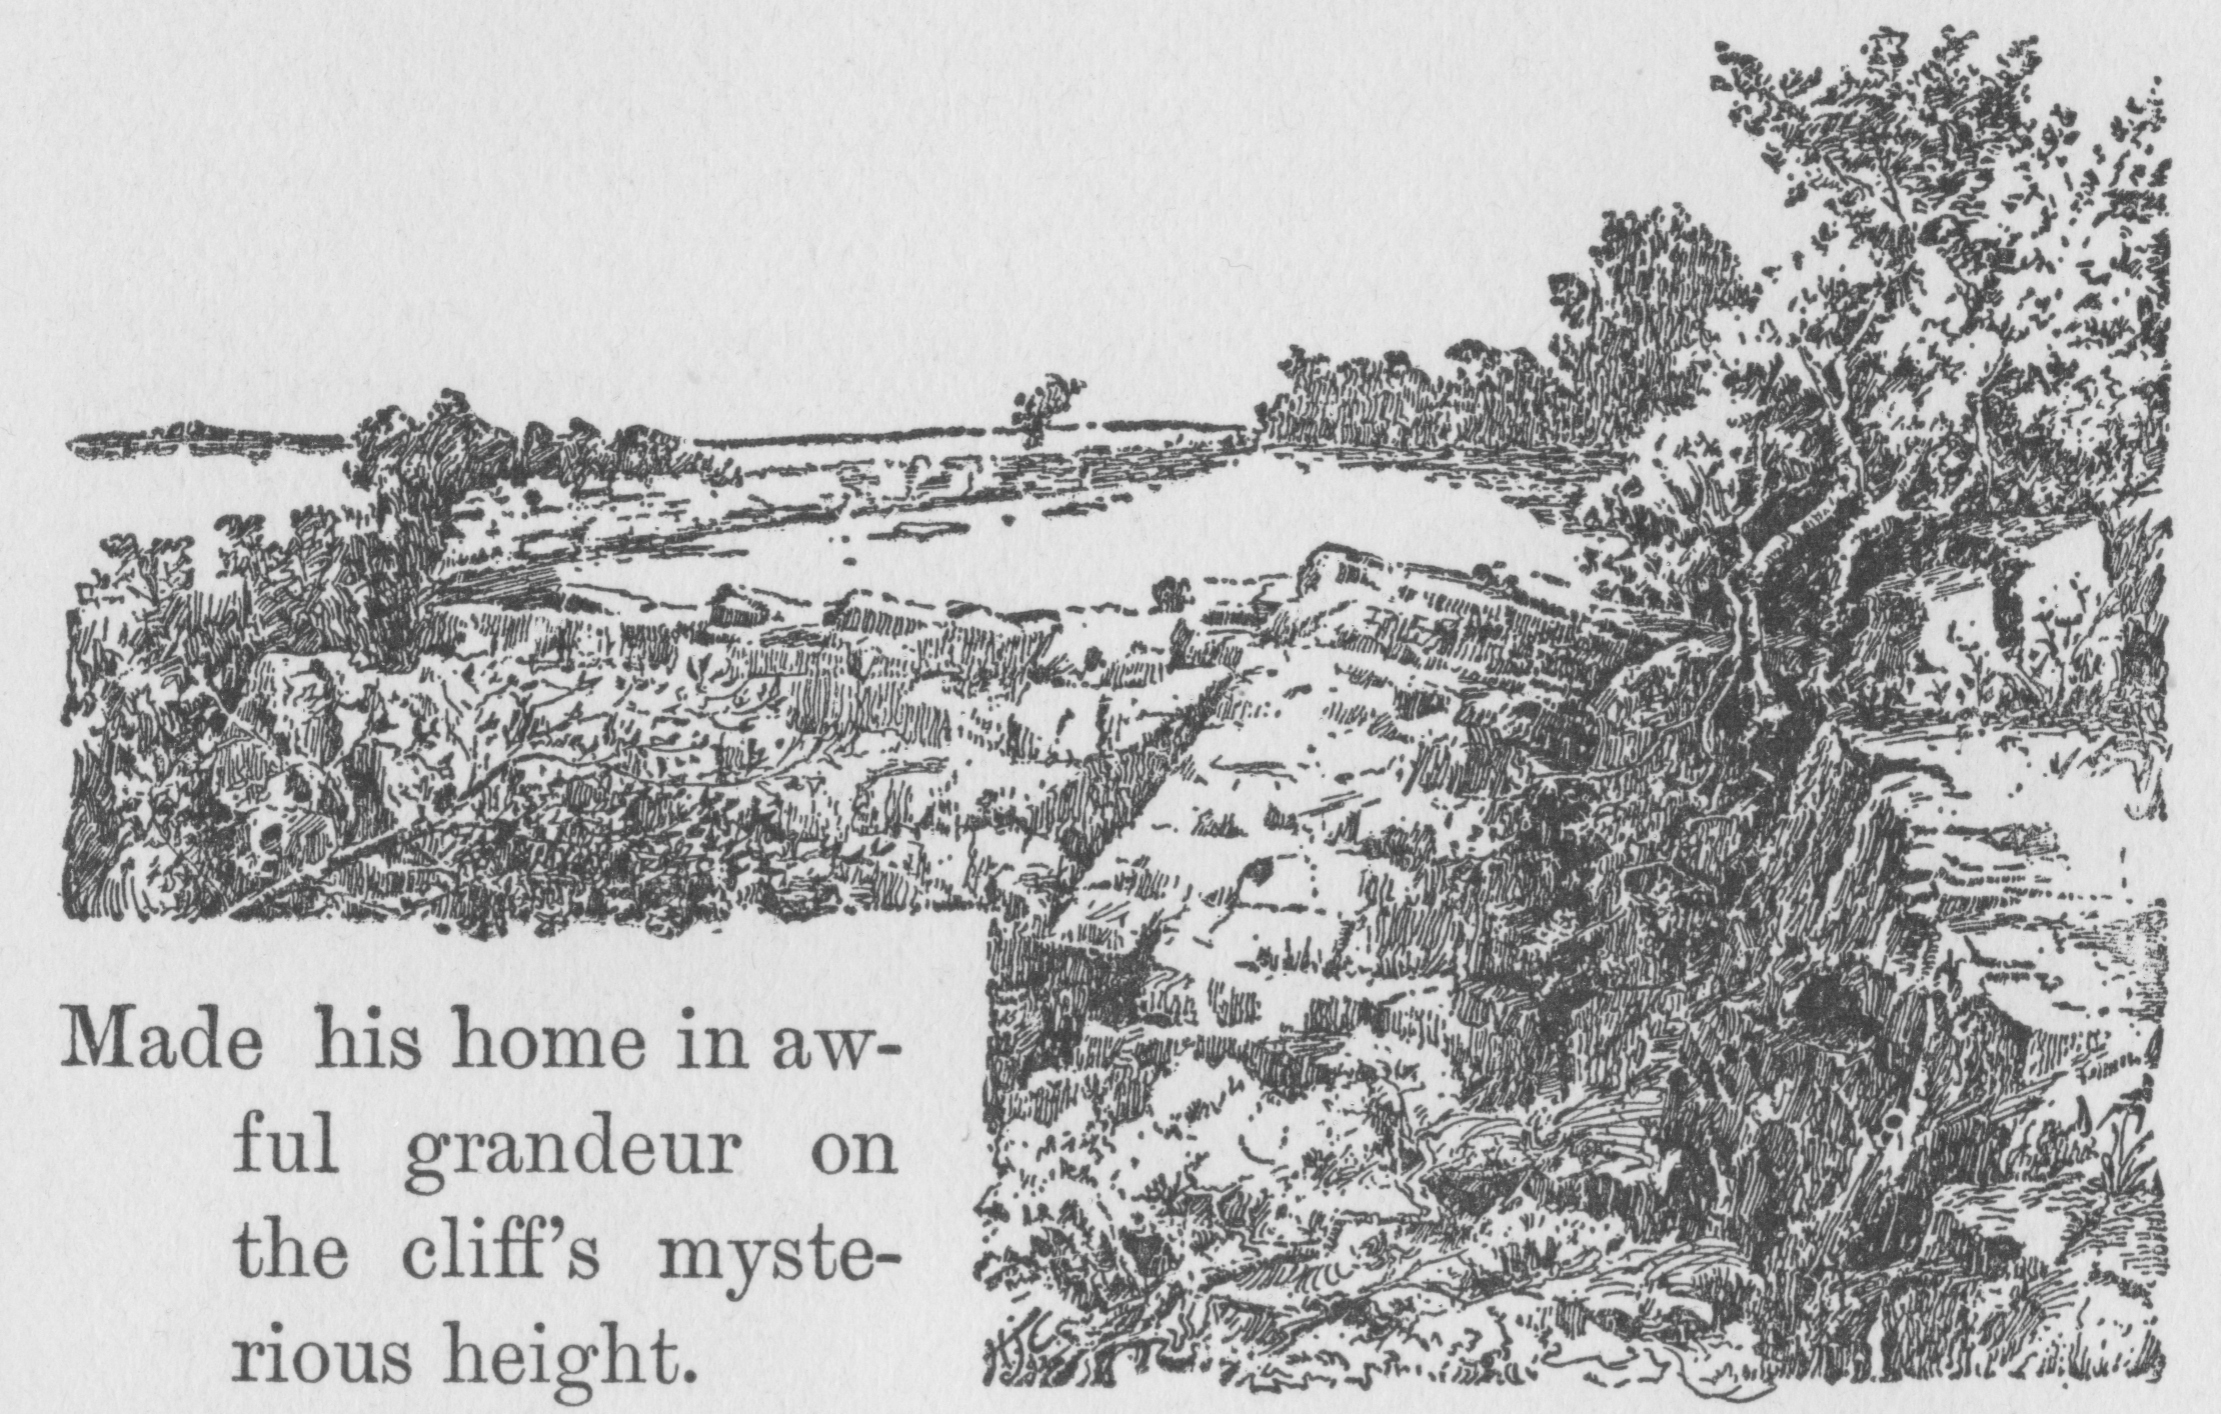 Made his home in aw-
ful grandeur on
the cliff's myste-
rious height.